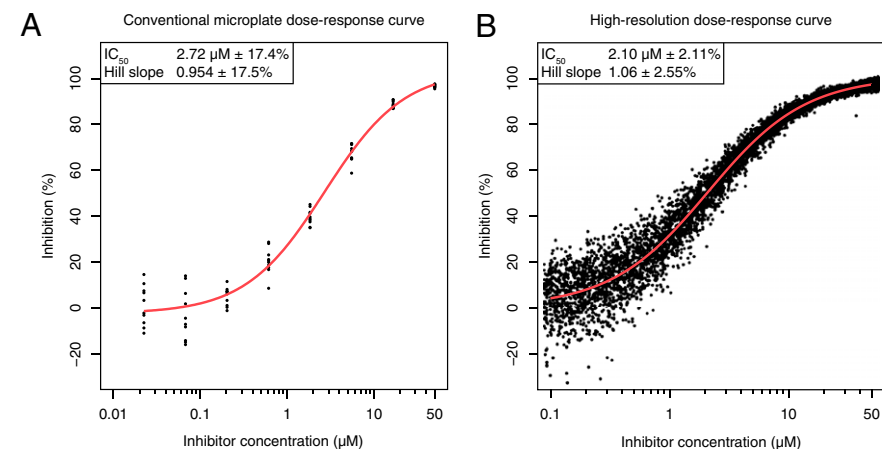 A
Conventional microplate dose-response curve
IC50 2.72 µM ± 17.4%
Hill slope 0.954 ± 17.5%
Inhibition (%)
100
80
60
40
20
0
−20
0.01 0.1 1 10 50
Inhibitor concentration (µM)
B
High-resolution dose-response curve
IC50 2.10 µM ± 2.11%
Hill slope 1.06 ± 2.55%
Inhibition (%)
100
80
60
40
20
0
−20
0.1 1 10 50
Inhibitor concentration (µM)